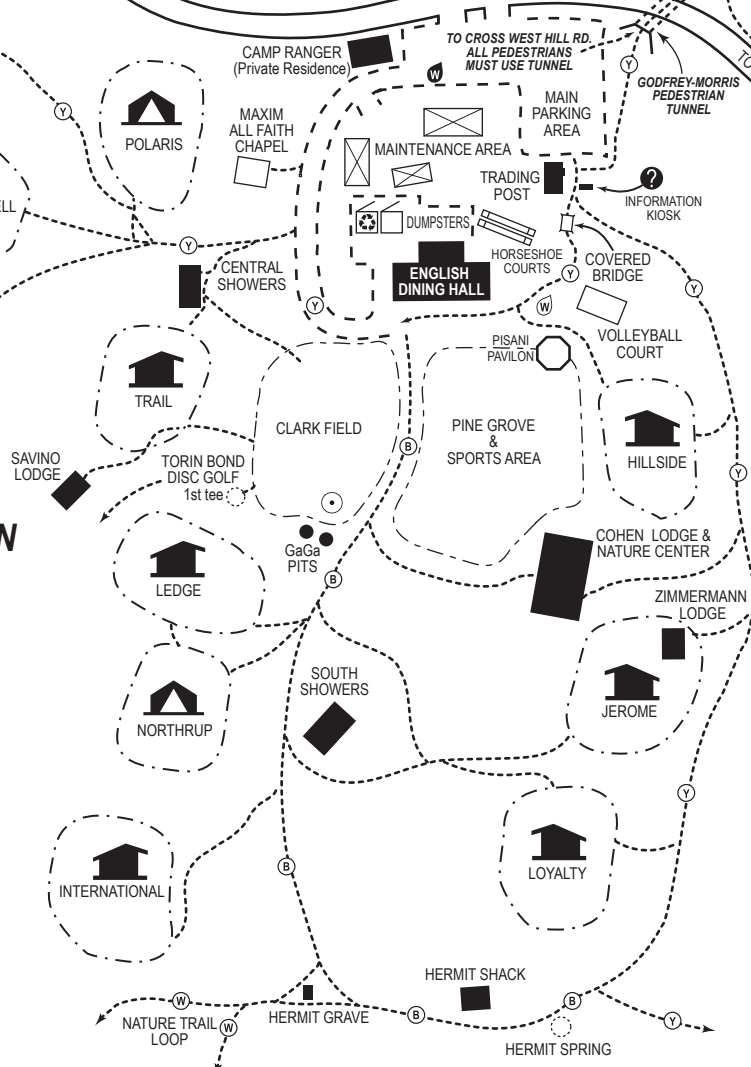 CAMP RANGER
(Private Residence)
TO CROSS WEST HILL RD.
ALL PEDESTRIANS
MUST USE TUNNEL
W
Y
GODFREY-MORRIS
PEDESTRIAN
TUNNEL
TO
Y
POLARIS
MAXIM
ALL FAITH
CHAPEL
MAIN
PARKING
AREA
MAINTENANCE AREA
TRADING
POST
?
INFORMATION
KIOSK
ELL
DUMPSTERS
HORSESHOE
COURTS
COVERED
BRIDGE
Y
CENTRAL
SHOWERS
ENGLISH
DINING HALL
Y
Y
Y
W
VOLLEYBALL
COURT
PISANI
PAVILON
TRAIL
CLARK FIELD
PINE GROVE
&
SPORTS AREA
B
HILLSIDE
Y
SAVINO
LODGE
TORIN BOND
DISC GOLF
1st tee
N
GaGa
PITS
COHEN LODGE &
NATURE CENTER
LEDGE
B
ZIMMERMANN
LODGE
NORTHRUP
SOUTH
SHOWERS
JEROME
Y
INTERNATIONAL
B
LOYALTY
HERMIT SHACK
W
NATURE TRAIL
LOOP
W
HERMIT GRAVE
B
B
Y
HERMIT SPRING